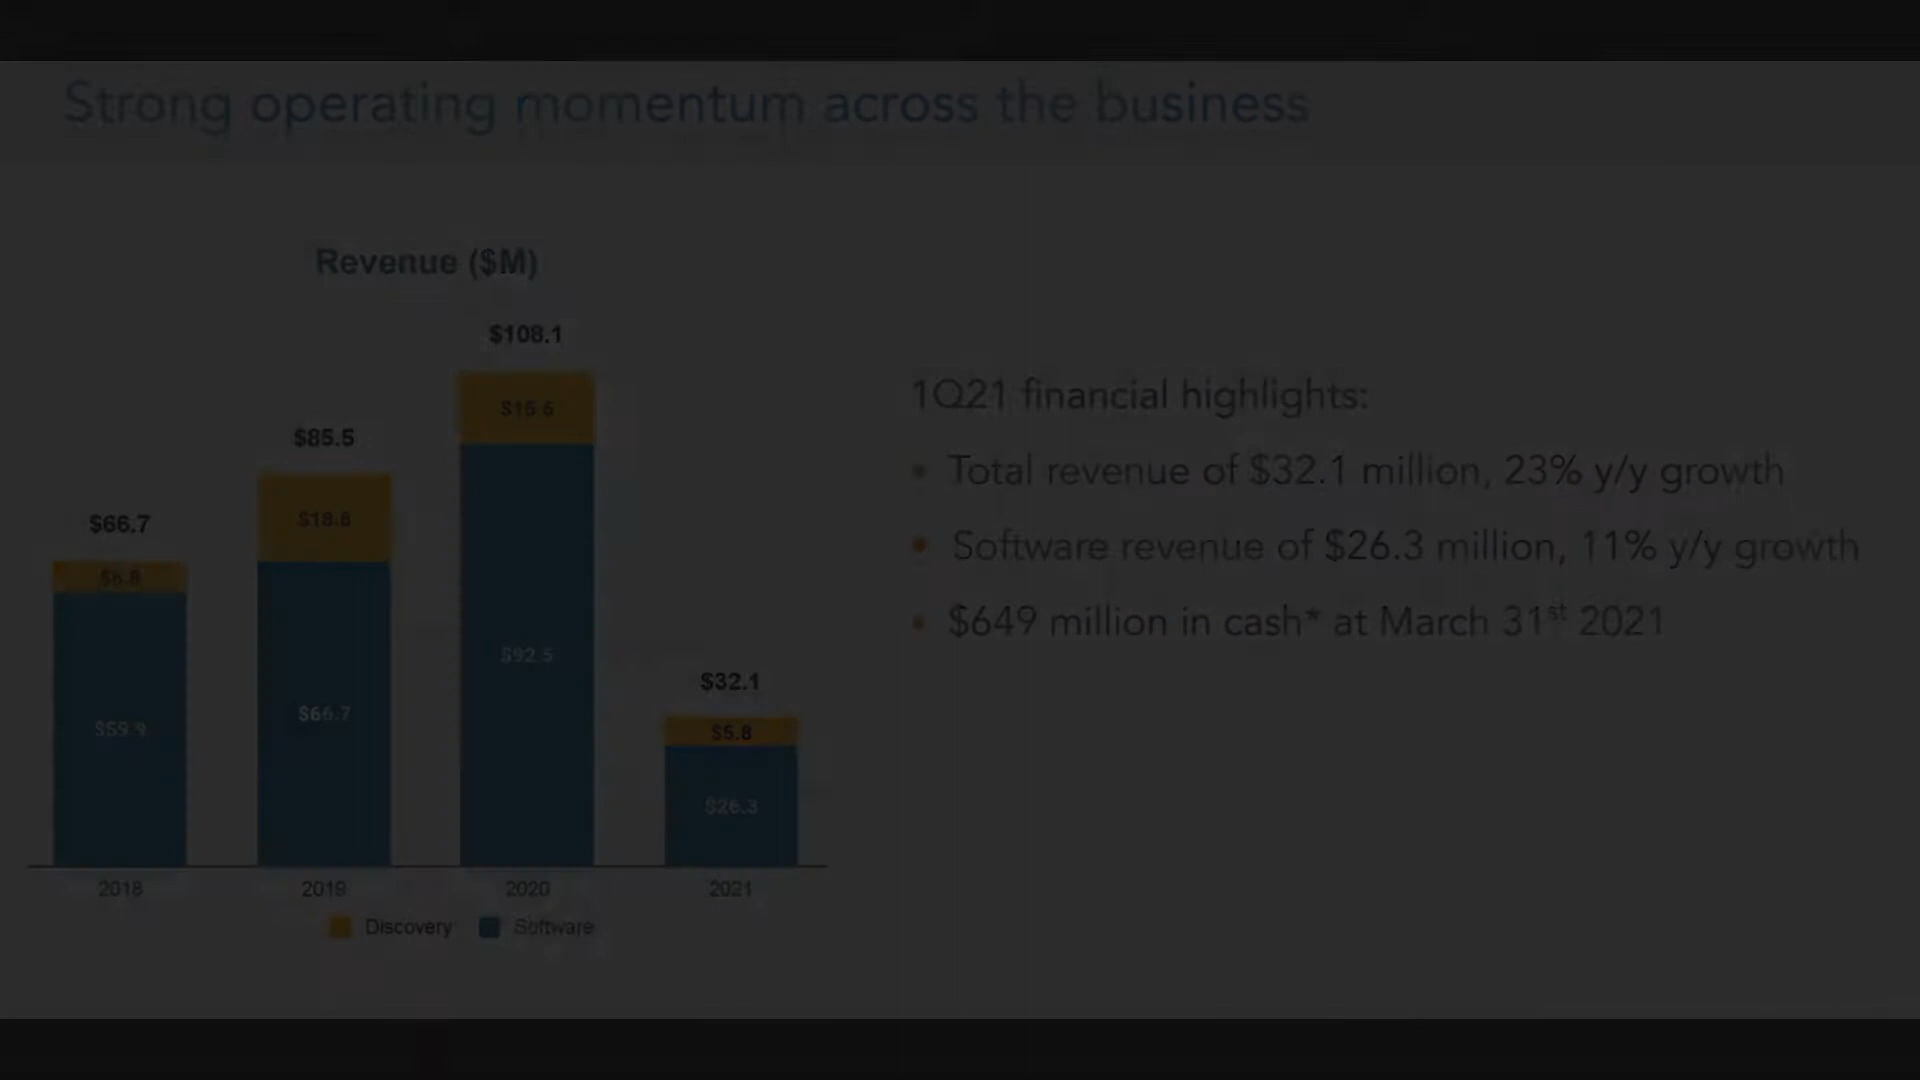 Strong operating momentum across the business
Revenue ($M)
$108.1
$15.6
$85.5
$18.8
$66.7
$6.8
$92.5
$66.7
$59.9
$32.1
$5.8
$26.3
2018 2019 2020 2021
Discovery Software
1Q21 financial highlights:
• Total revenue of $32.1 million, 23% y/y growth
• Software revenue of $26.3 million, 11% y/y growth
• $649 million in cash* at March 31st 2021